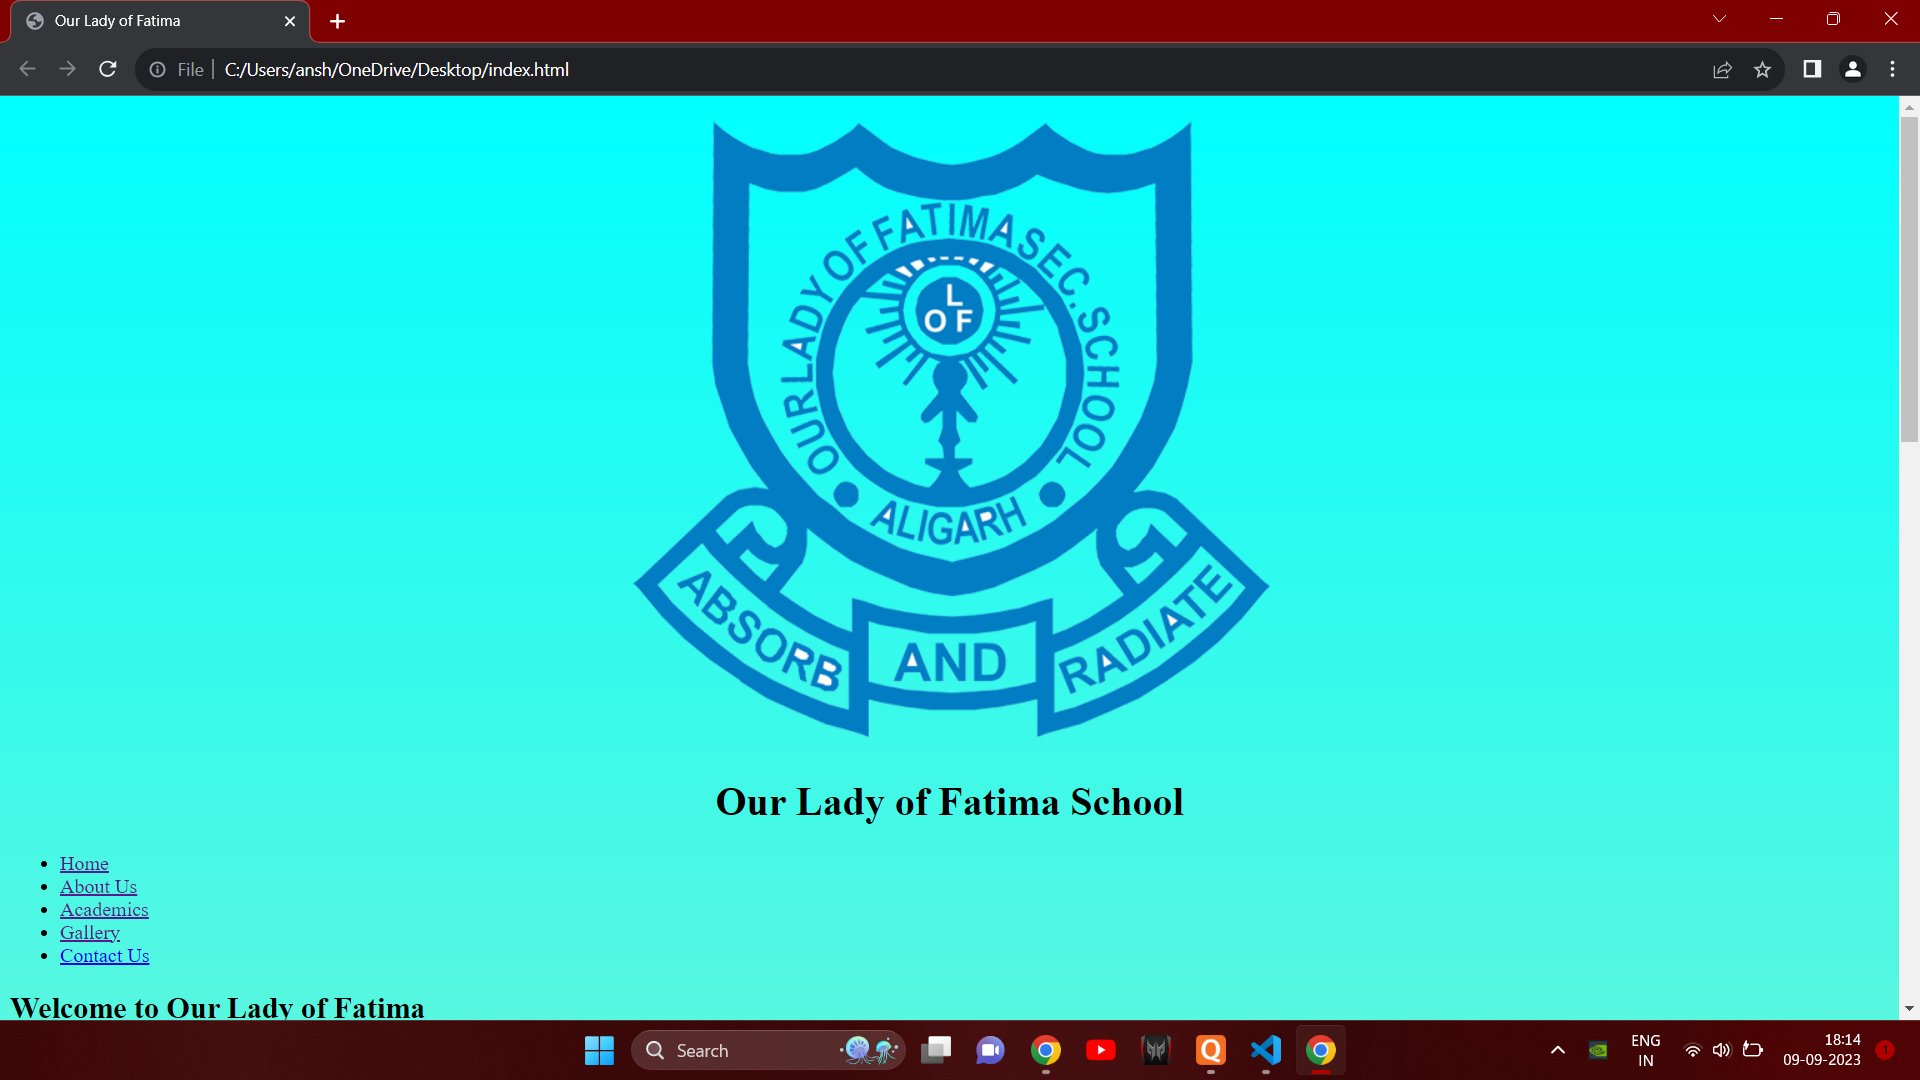 Our Lady of Fatima
File
C:/Users/ansh/OneDrive/Desktop/index.html
OUR LADY OF FATIMA SEC. SCHOOL
L
O F
ALIGARH
ABSORB AND RADIATE
Our Lady of Fatima School
Home
About Us
Academics
Gallery
Contact Us
Welcome to Our Lady of Fatima
Search
Q
ENG
IN
18:14
09-09-2023
1